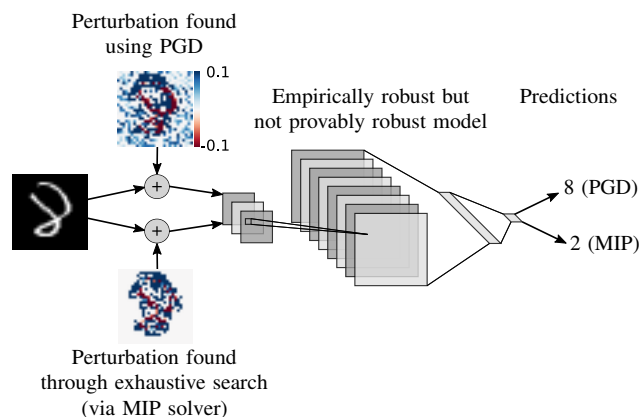 Perturbation found
using PGD
0.1
-0.1
Empirically robust but
not provably robust model
Predictions
+
+
8 (PGD)
2 (MIP)
Perturbation found
through exhaustive search
(via MIP solver)